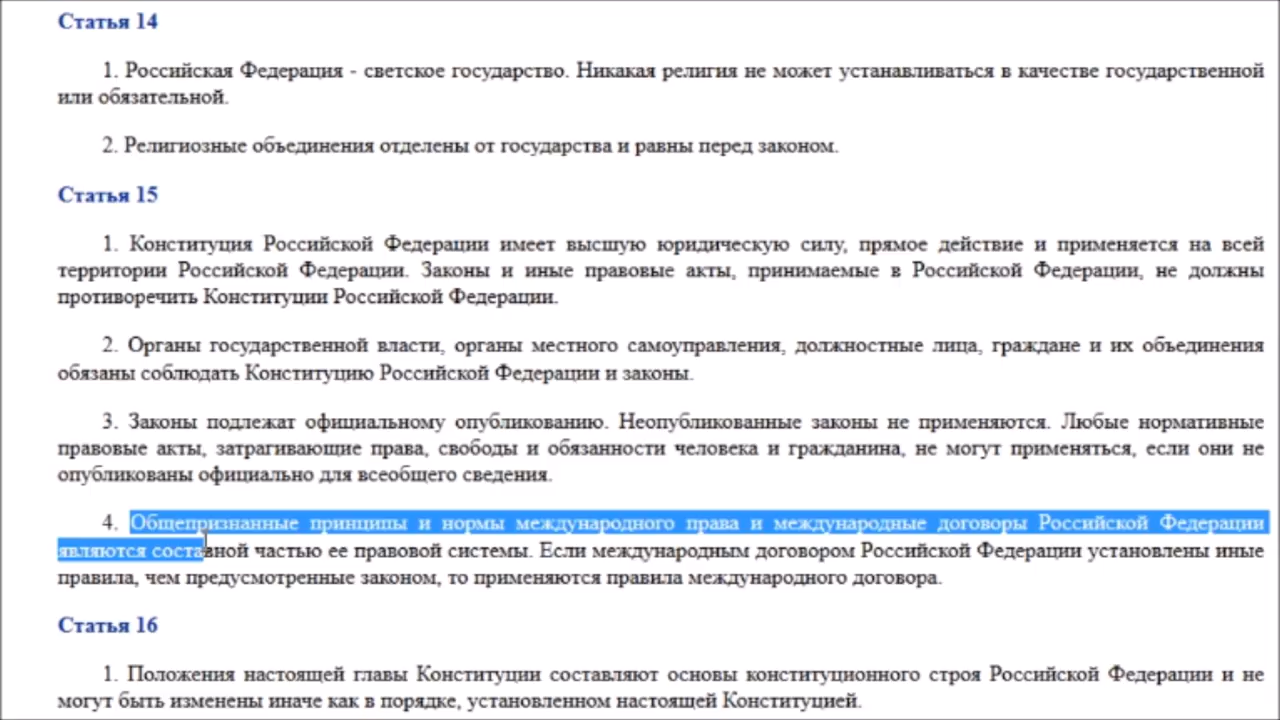 Статья 14
1. Российская Федерация - светское государство. Никакая религия не может устанавливаться в качестве государственной
или обязательной.
2. Религиозные объединения отделены от государства и равны перед законом.
Статья 15
1. Конституция Российской Федерации имеет высшую юридическую силу, прямое действие и применяется на всей
территории Российской Федерации. Законы и иные правовые акты, принимаемые в Российской Федерации, не должны
противоречить Конституции Российской Федерации.
2. Органы государственной власти, органы местного самоуправления, должностные лица, граждане и их объединения
обязаны соблюдать Конституцию Российской Федерации и законы.
3. Законы подлежат официальному опубликованию. Неопубликованные законы не применяются. Любые нормативные
правовые акты, затрагивающие права, свободы и обязанности человека и гражданина, не могут применяться, если они не
опубликованы официально для всеобщего сведения.
4. Общепризнанные принципы и нормы международного права и международные договоры Российской Федерации
являются составной частью ее правовой системы. Если международным договором Российской Федерации установлены иные
правила, чем предусмотренные законом, то применяются правила международного договора.
Статья 16
1. Положения настоящей главы Конституции составляют основы конституционного строя Российской Федерации и не
могут быть изменены иначе как в порядке, установленном настоящей Конституцией.